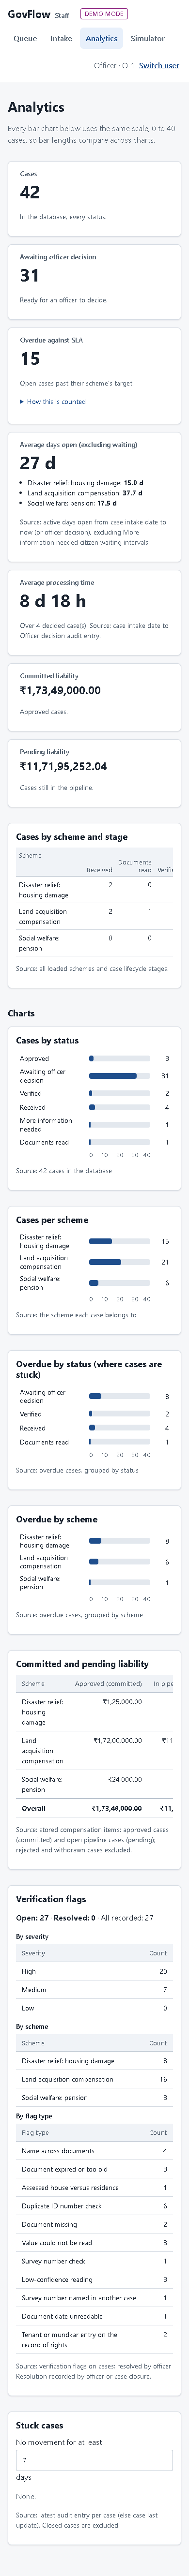 GovFlow Staff DEMO MODE
Queue Intake Analytics Simulator
Officer · O-1 Switch user
Analytics
Every bar chart below uses the same scale, 0 to 40
cases, so bar lengths compare across charts.
Cases
42
In the database, every status.
Awaiting officer decision
31
Ready for an officer to decide.
Overdue against SLA
15
Open cases past their scheme's target.
▶ How this is counted
Average days open (excluding waiting)
27 d
• Disaster relief: housing damage: 15.9 d
• Land acquisition compensation: 37.7 d
• Social welfare: pension: 17.5 d
Source: active days open from case intake date to
now (or officer decision), excluding More
information needed citizen waiting intervals.
Average processing time
8 d 18 h
Over 4 decided case(s). Source: case intake date to
Officer decision audit entry.
Committed liability
₹1,73,49,000.00
Approved cases.
Pending liability
₹11,71,95,252.04
Cases still in the pipeline.
Cases by scheme and stage
Scheme Received Documents
read Verifi
Disaster relief:
housing damage 2 0
Land acquisition
compensation 2 1
Social welfare:
pension 0 0
Source: all loaded schemes and case lifecycle stages.
Charts
Cases by status
Approved 3
Awaiting officer
decision 31
Verified 2
Received 4
More information
needed 1
Documents read 1
0 10 20 30 40
Source: 42 cases in the database
Cases per scheme
Disaster relief:
housing damage 15
Land acquisition
compensation 21
Social welfare:
pension 6
0 10 20 30 40
Source: the scheme each case belongs to
Overdue by status (where cases are
stuck)
Awaiting officer
decision 8
Verified 2
Received 4
Documents read 1
0 10 20 30 40
Source: overdue cases, grouped by status
Overdue by scheme
Disaster relief:
housing damage 8
Land acquisition
compensation 6
Social welfare:
pension 1
0 10 20 30 40
Source: overdue cases, grouped by scheme
Committed and pending liability
Scheme Approved (committed) In pipe
Disaster relief:
housing
damage ₹1,25,000.00
Land
acquisition
compensation ₹1,72,00,000.00 ₹11
Social welfare:
pension ₹24,000.00
Overall ₹1,73,49,000.00 ₹11,
Source: stored compensation items: approved cases
(committed) and open pipeline cases (pending);
rejected and withdrawn cases excluded.
Verification flags
Open: 27 · Resolved: 0 · All recorded: 27
By severity
Severity Count
High 20
Medium 7
Low 0
By scheme
Scheme Count
Disaster relief: housing damage 8
Land acquisition compensation 16
Social welfare: pension 3
By flag type
Flag type Count
Name across documents 4
Document expired or too old 3
Assessed house versus residence 1
Duplicate ID number check 6
Document missing 2
Value could not be read 3
Survey number check 1
Low-confidence reading 3
Survey number named in another case 1
Document date unreadable 1
Tenant or mundkar entry on the
record of rights 2
Source: verification flags on cases; resolved by officer
Resolution recorded by officer or case closure.
Stuck cases
No movement for at least
7
days
None.
Source: latest audit entry per case (else case last
update). Closed cases are excluded.